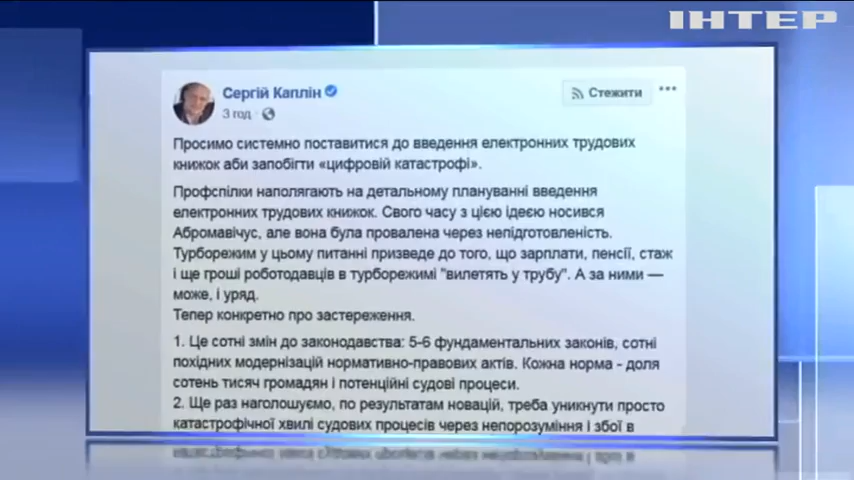 ІНТЕР
Сергій Каплін
3 год
Стежити
Просимо системно поставитися до введення електронних трудових
книжок аби запобігти «цифровій катастрофі».
Профспілки наполягають на детальному плануванні введення
електронних трудових книжок. Свого часу з цією ідеєю носився
Абромавічус, але вона була провалена через непідготовленість.
Турборежим у цьому питанні призведе до того, що зарплати, пенсії, стаж
і ще гроші роботодавців в турборежимі "вилетять у трубу". А за ними —
може, і уряд.
Тепер конкретно про застереження.
1. Це сотні змін до законодавства: 5-6 фундаментальних законів, сотні
похідних модернізацій нормативно-правових актів. Кожна норма - доля
сотень тисяч громадян і потенційні судові процеси.
2. Ще раз наголошуємо, по результатам новацій, треба уникнути просто
катастрофічної хвилі судових процесів через непорозуміння і збої в